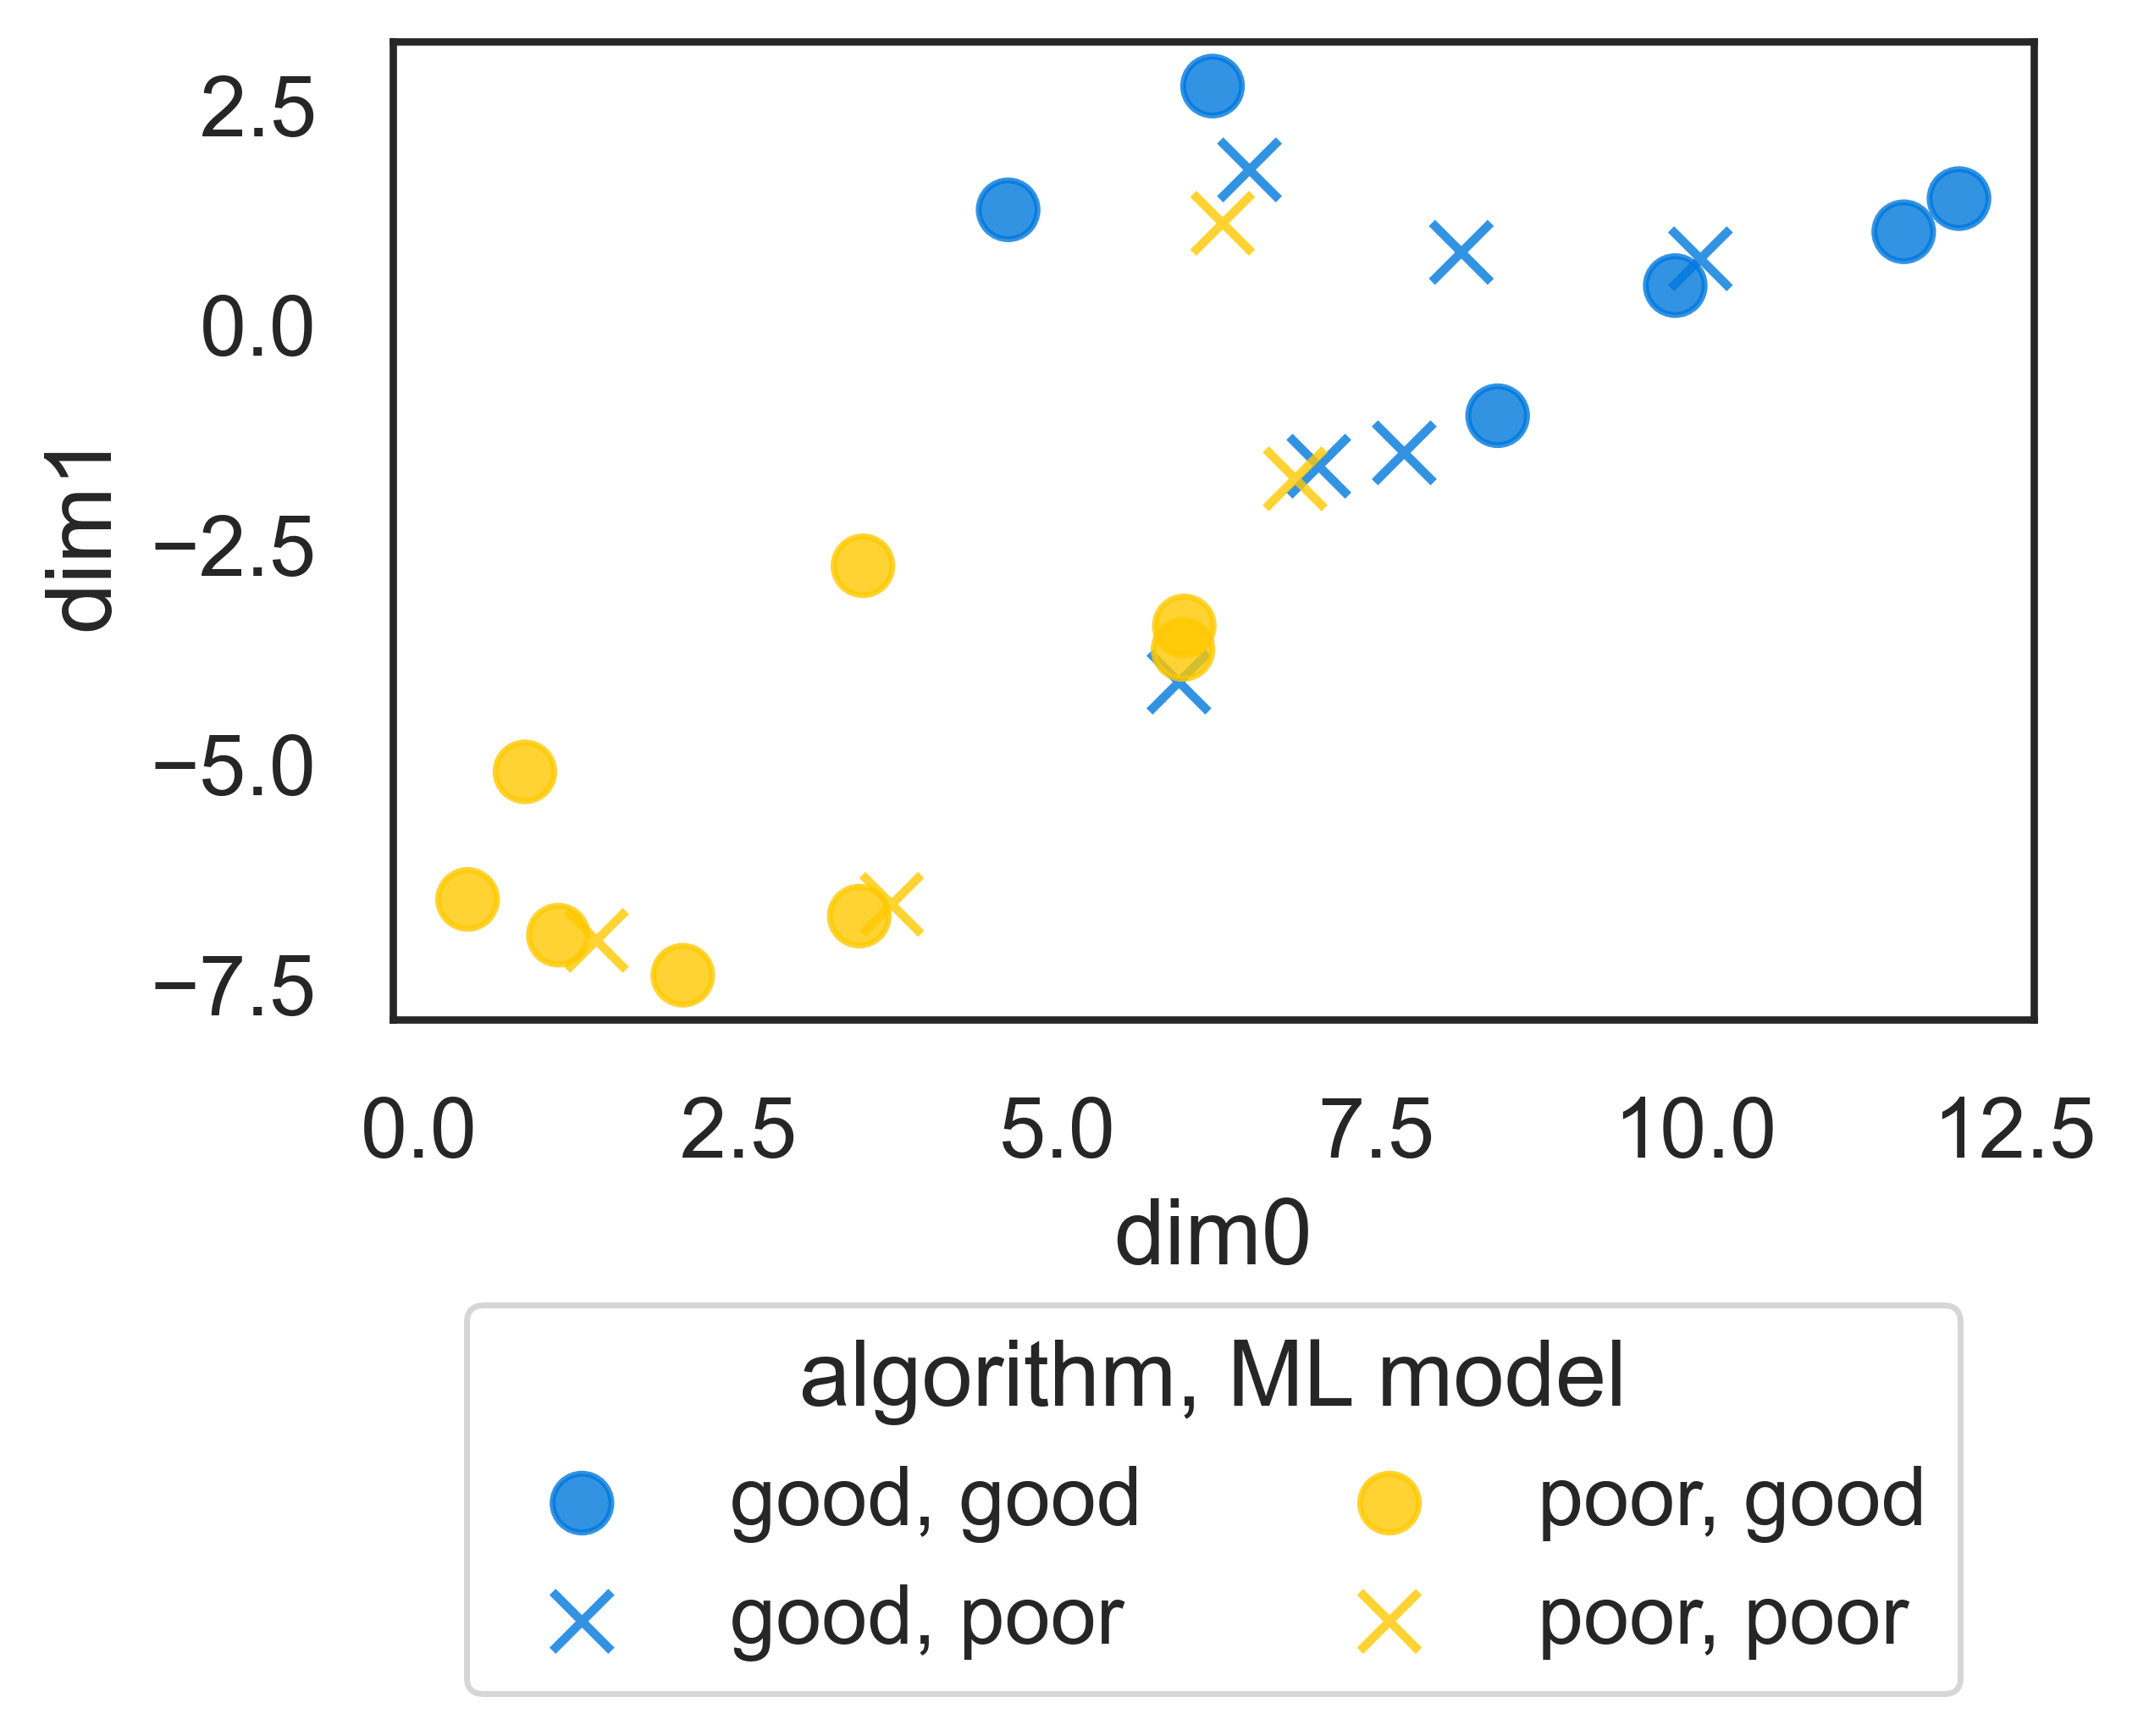 2.5
0.0
−2.5
−5.0
−7.5
dim1
0.0 2.5 5.0 7.5 10.0 12.5
dim0
algorithm, ML model
good, good poor, good
good, poor poor, poor